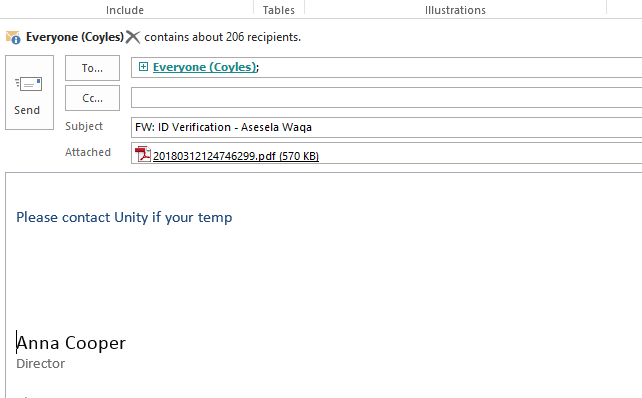 Include Tables Illustrations
Everyone (Coyles) contains about 206 recipients.
To... Everyone (Coyles);
Cc...
Send
Subject FW: ID Verification - Asesela Waqa
Attached 20180312124746299.pdf (570 KB)
Please contact Unity if your temp
Anna Cooper
Director